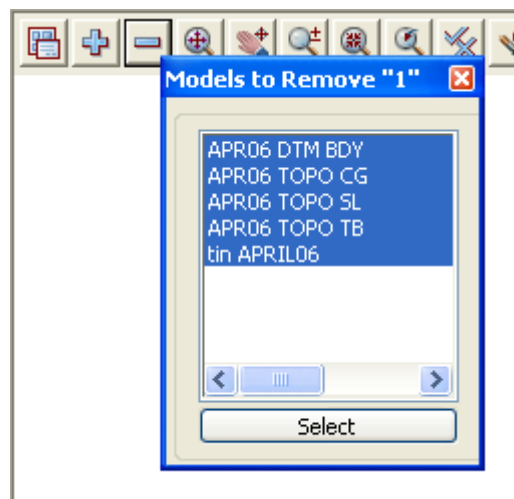 Models to Remove "1"
APR06 DTM BDY
APR06 TOPO CG
APR06 TOPO SL
APR06 TOPO TB
tin APRIL06
Select